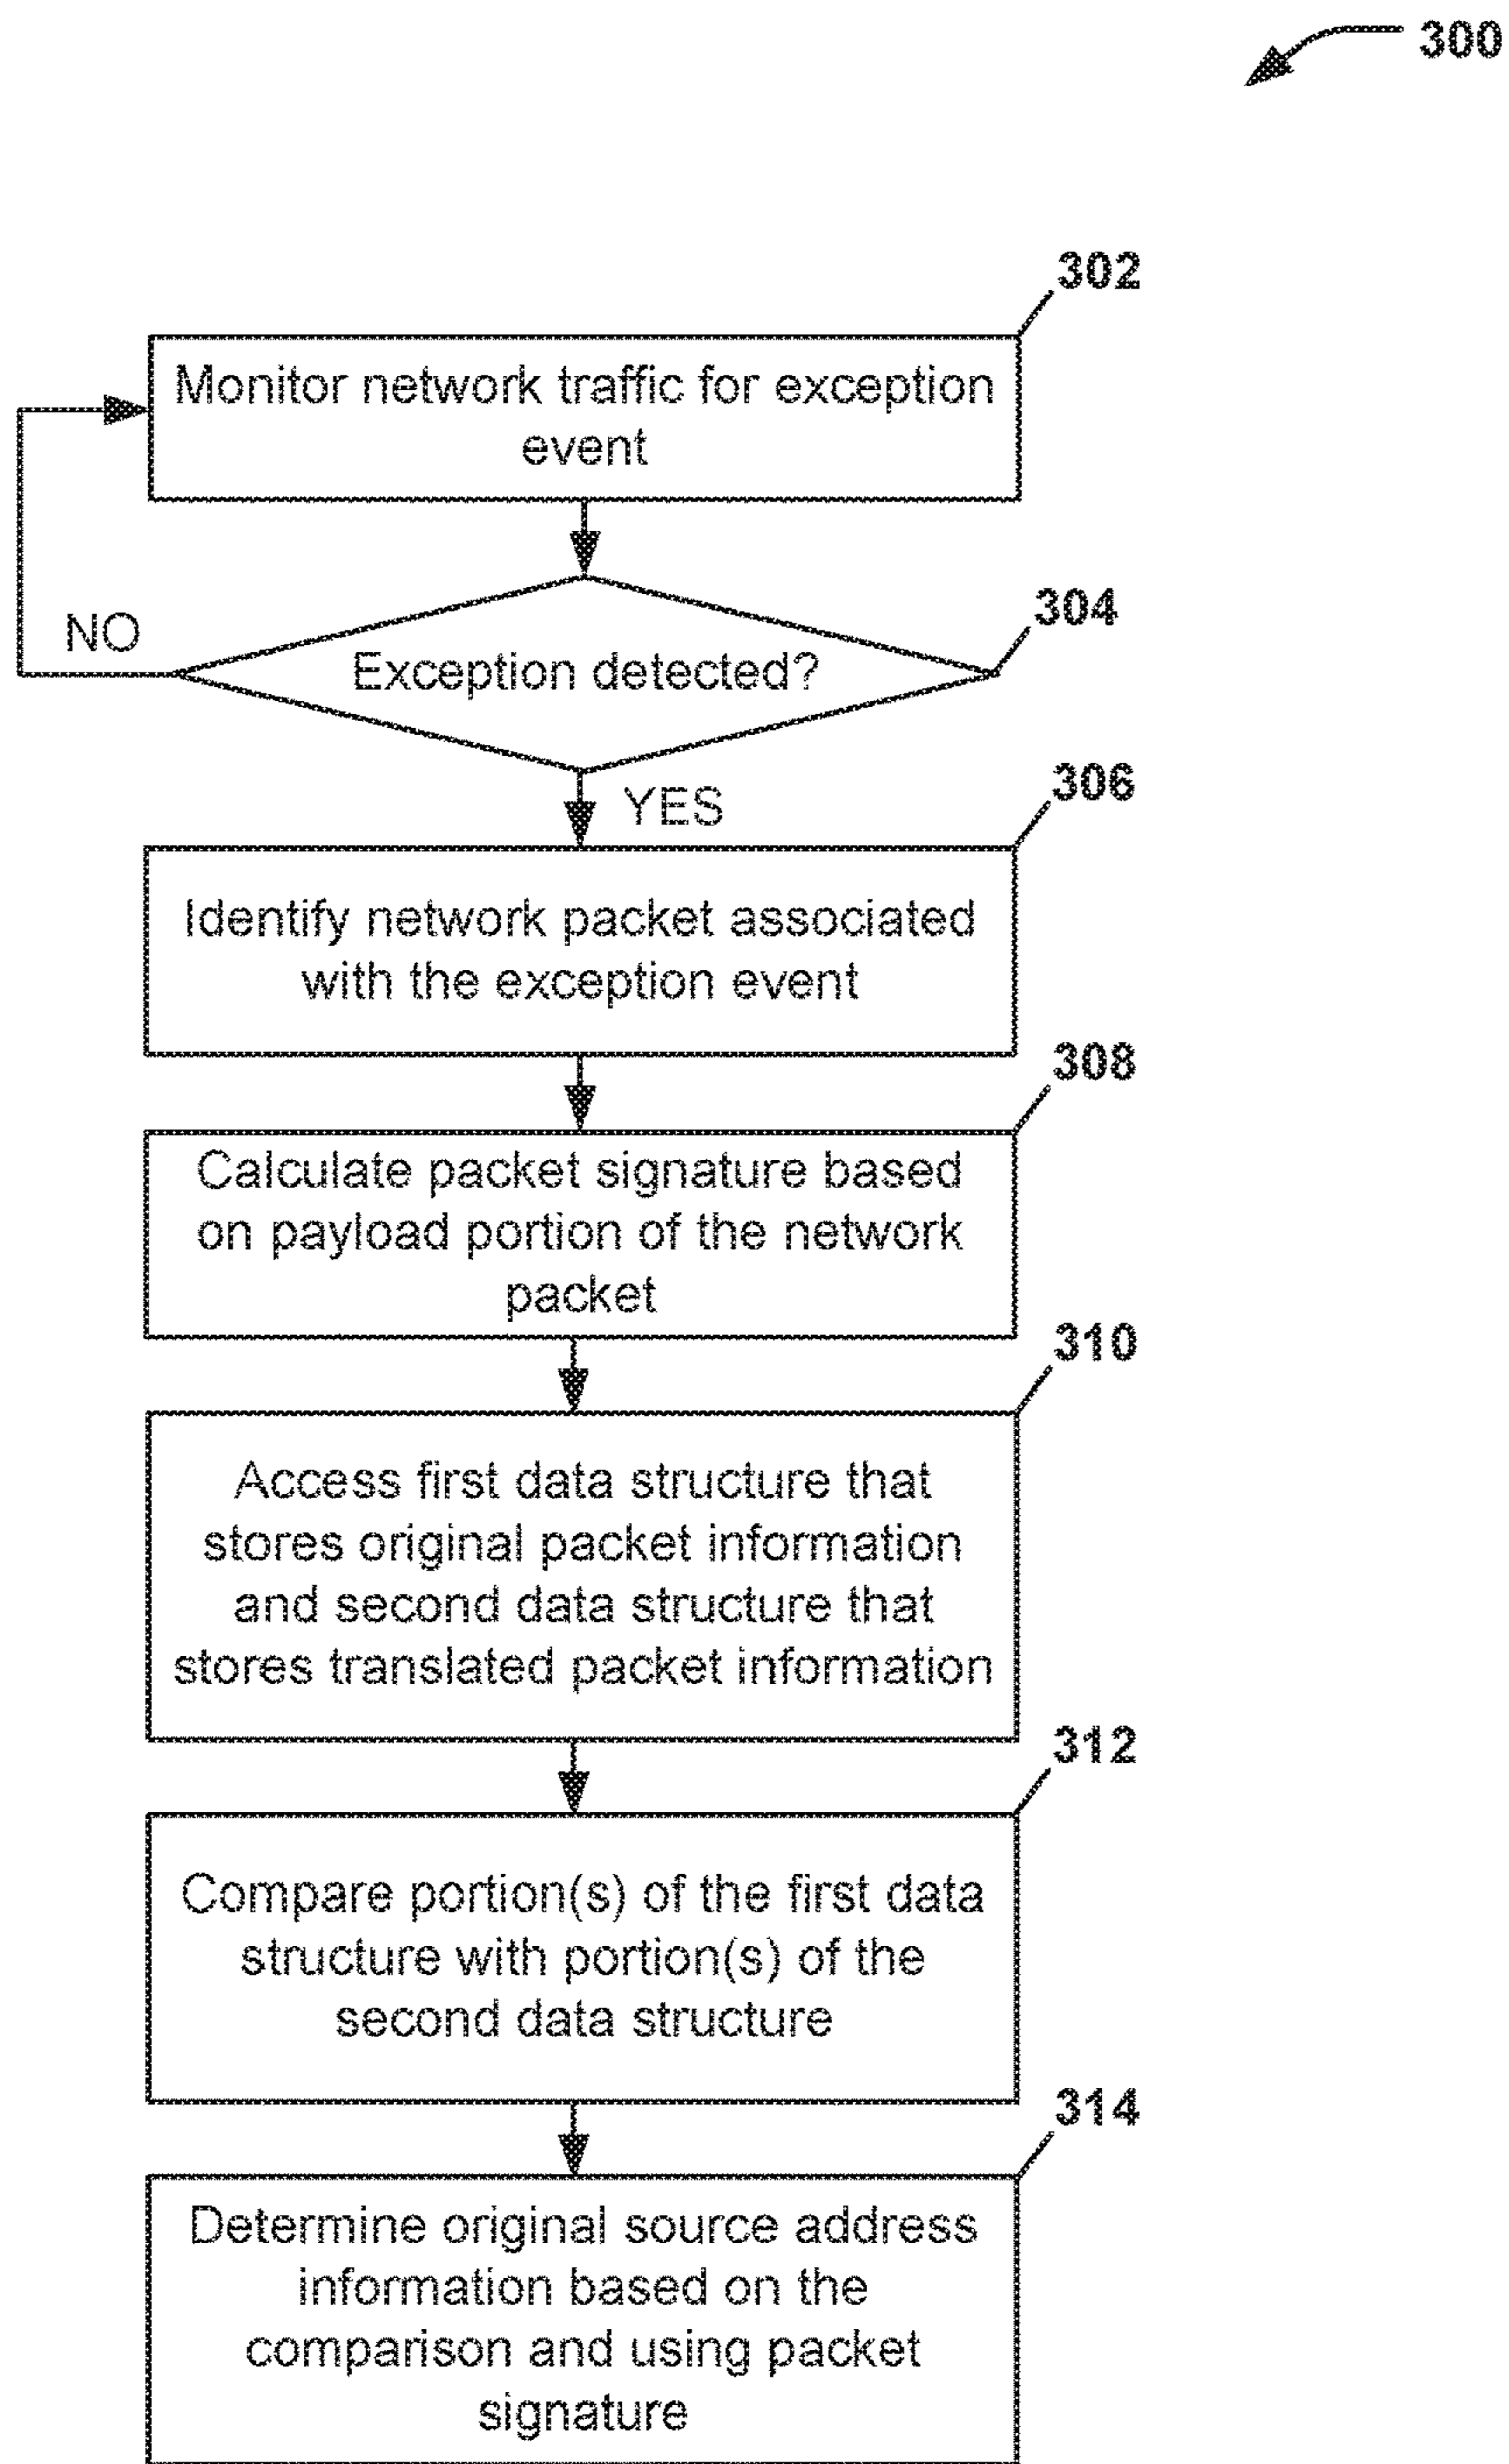 300
302
Monitor network traffic for exception
event
304
NO
Exception detected?
YES
306
Identify network packet associated
with the exception event
308
Calculate packet signature based
on payload portion of the network
packet
310
Access first data structure that
stores original packet information
and second data structure that
stores translated packet information
312
Compare portion(s) of the first data
structure with portion(s) of the
second data structure
314
Determine original source address
information based on the
comparison and using packet
signature